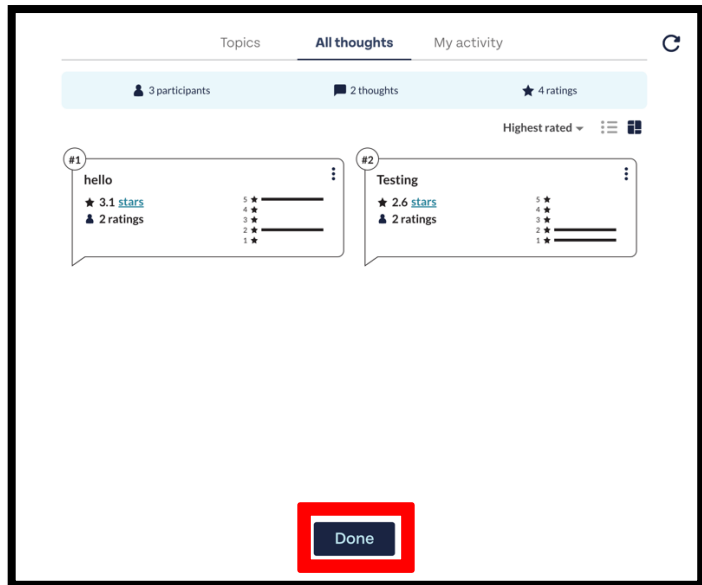 Topics All thoughts My activity
3 participants 2 thoughts ★ 4 ratings
Highest rated
#1
hello
★ 3.1 stars
2 ratings
5 ★
4 ★
3 ★
2 ★
1 ★
#2
Testing
★ 2.6 stars
2 ratings
5 ★
4 ★
3 ★
2 ★
1 ★
Done